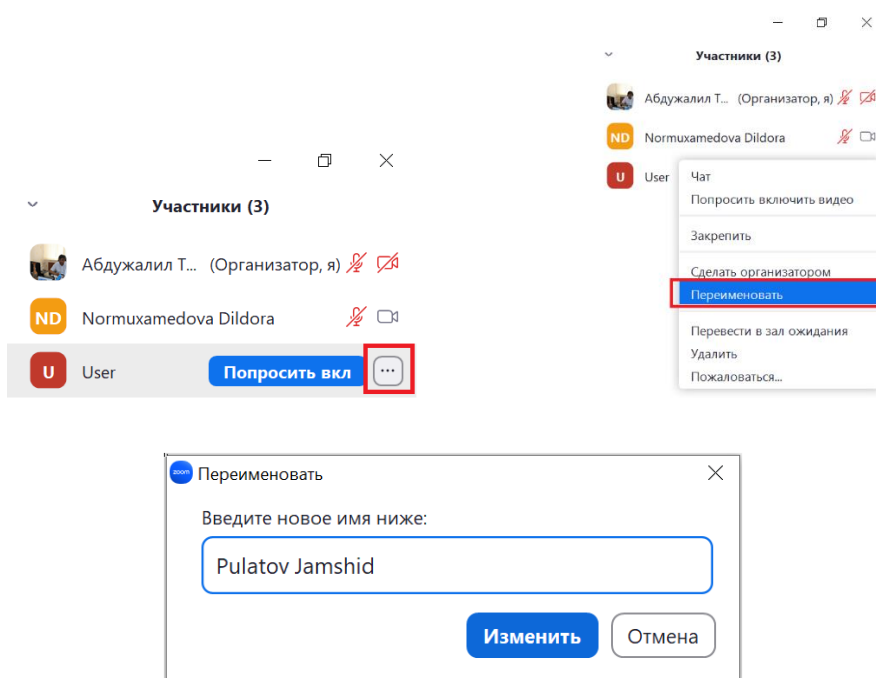 Участники (3)
Абдужалил Т... (Организатор, я)
ND Normuxamedova Dildora
U User Попросить вкл ...
Участники (3)
Абдужалил Т... (Организатор, я)
ND Normuxamedova Dildora
U User
Чат
Попросить включить видео
Закрепить
Сделать организатором
Переименовать
Перевести в зал ожидания
Удалить
Пожаловаться...
zoom Переименовать
Введите новое имя ниже:
Pulatov Jamshid
Изменить Отмена